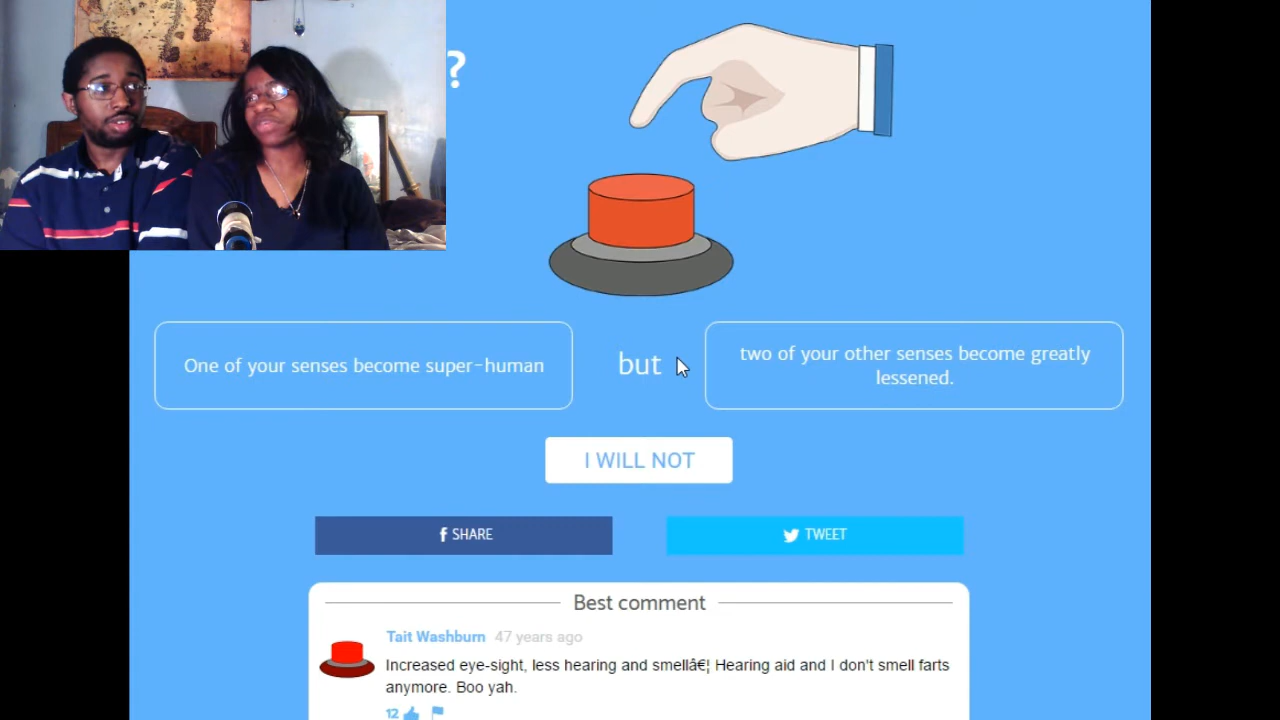 ?
One of your senses become super-human
but
two of your other senses become greatly
lessened.
I WILL NOT
f SHARE
TWEET
Best comment
Tait Washburn 47 years ago
Increased eye-sight, less hearing and smellâ€¦ Hearing aid and I don't smell farts
anymore. Boo yah.
12